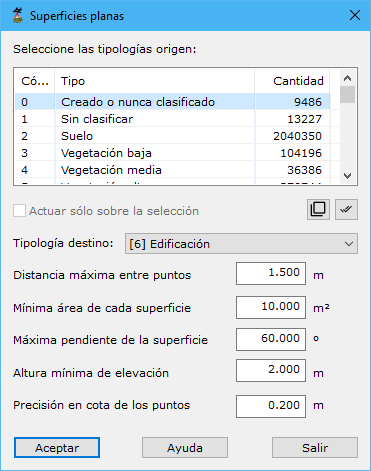 Superficies planas
Seleccione las tipologías origen:
Có... Tipo Cantidad
0 Creado o nunca clasificado 9486
1 Sin clasificar 13227
2 Suelo 2040350
3 Vegetación baja 104196
4 Vegetación media 36386
Actuar sólo sobre la selección
Tipología destino: [6] Edificación
Distancia máxima entre puntos 1.500 m
Mínima área de cada superficie 10.000 m²
Máxima pendiente de la superficie 60.000 º
Altura mínima de elevación 2.000 m
Precisión en cota de los puntos 0.200 m
Aceptar Ayuda Salir